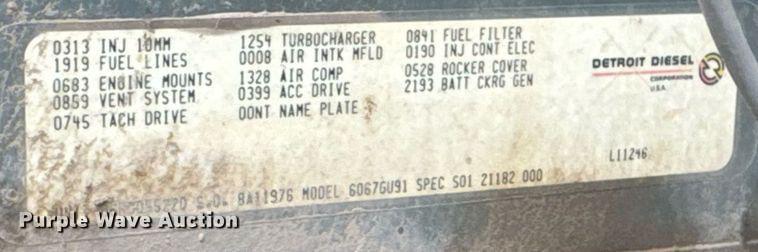 0313 INJ 10MM
1919 FUEL LINES
0683 ENGINE MOUNTS
0859 VENT SYSTEM
0745 TACH DRIVE
1254 TURBOCHARGER
0008 AIR INTK MFLD
1328 AIR COMP
0399 ACC DRIVE
00NT NAME PLATE
0841 FUEL FILTER
0190 INJ CONT ELEC
0528 ROCKER COVER
2193 BATT CKRG GEN
DETROIT DIESEL
CORPORATION
U.S.A.
L11246
S.O. 8A11976 MODEL 6067GU91 SPEC S01 21182 000
Purple Wave Auction